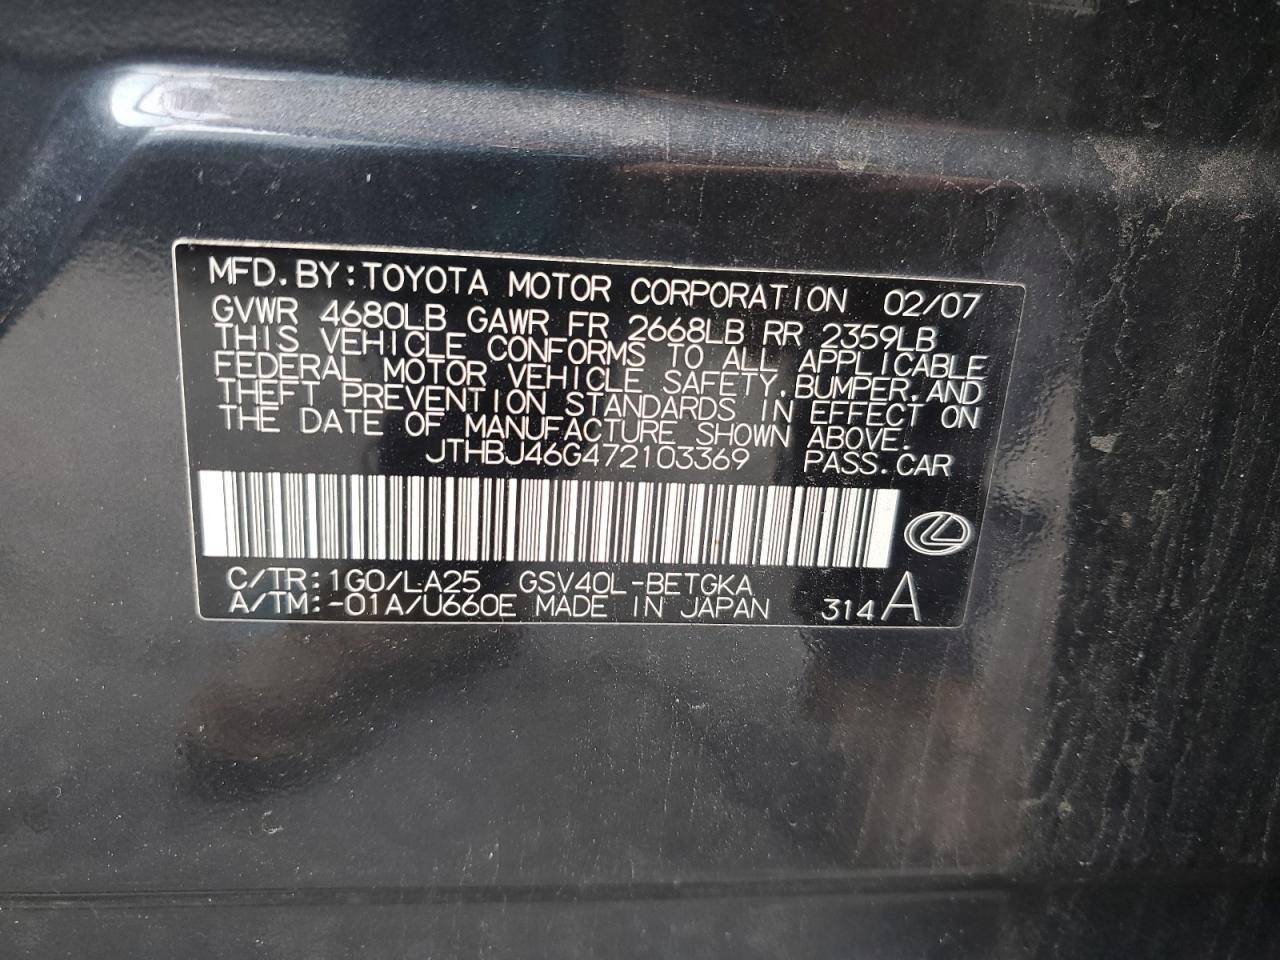 MFD.BY:TOYOTA MOTOR CORPORATION 02/07
GVWR 4680LB GAWR FR 2668LB RR 2359LB
THIS VEHICLE CONFORMS TO ALL APPLICABLE
FEDERAL MOTOR VEHICLE SAFETY,BUMPER,AND
THEFT PREVENTION STANDARDS IN EFFECT ON
THE DATE OF MANUFACTURE SHOWN ABOVE.
JTHBJ46G472103369 PASS.CAR
C/TR:1G0/LA25 GSV40L-BETGKA
A/TM:-01A/U660E MADE IN JAPAN 314A